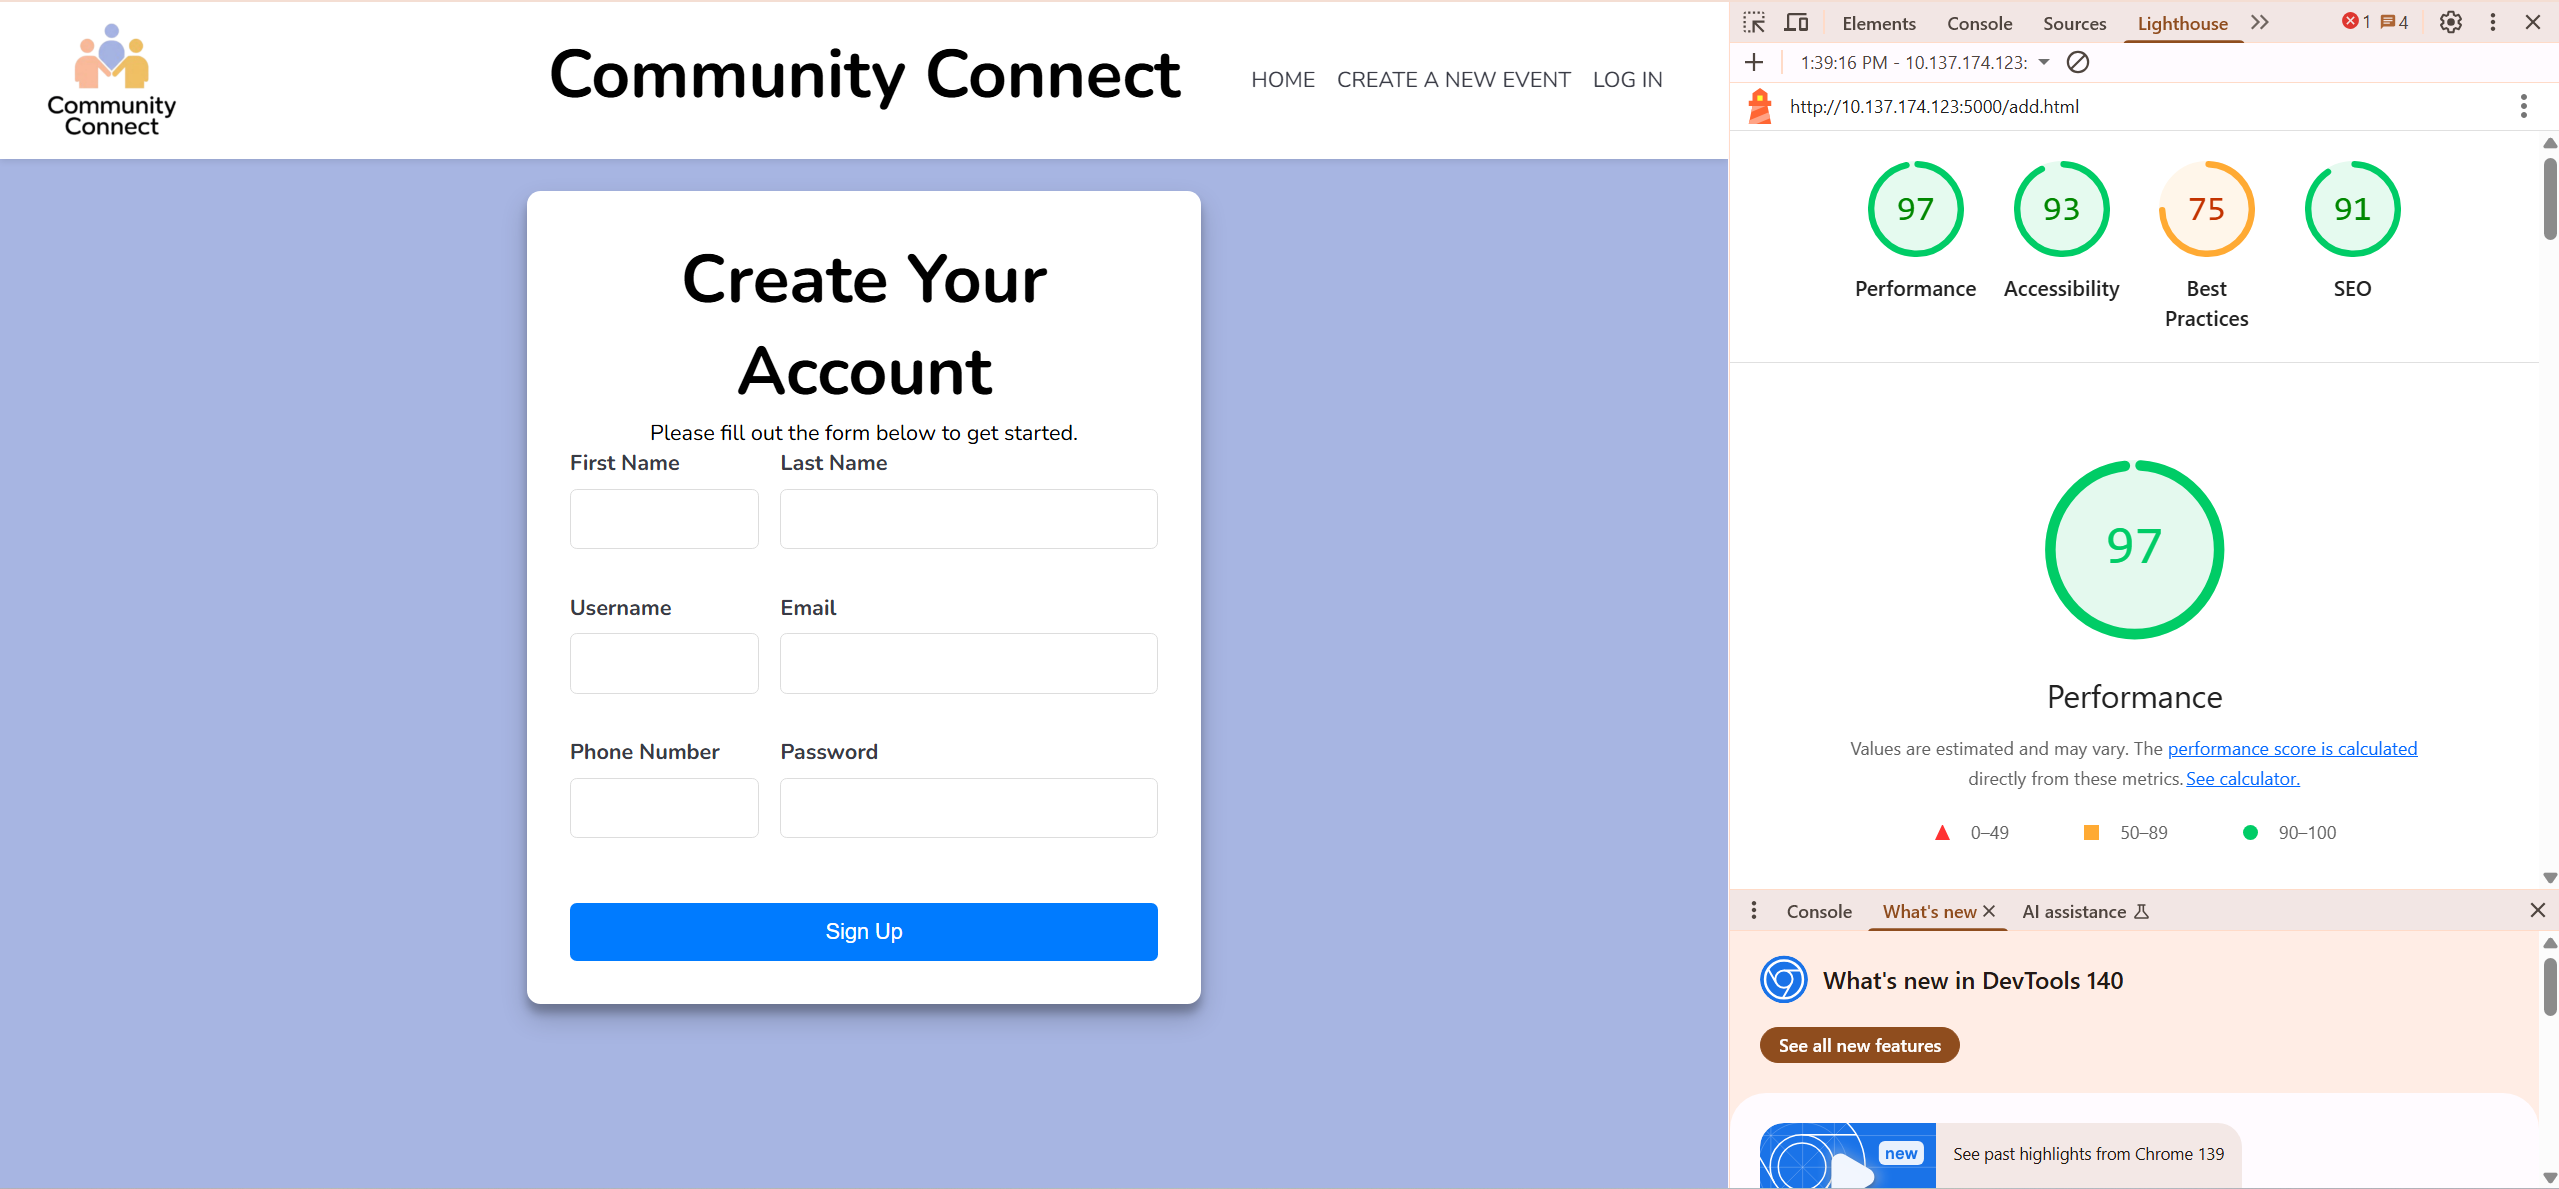 Community
Connect
Community Connect
HOME CREATE A NEW EVENT LOG IN
Create Your
Account
Please fill out the form below to get started.
First Name Last Name
Username Email
Phone Number Password
Sign Up
Elements Console Sources Lighthouse 1 4
1:39:16 PM - 10.137.174.123:
http://10.137.174.123:5000/add.html
97 93 75 91
Performance Accessibility Best Practices SEO
97
Performance
Values are estimated and may vary. The performance score is calculated
directly from these metrics. See calculator.
0–49 50–89 90–100
Console What's new AI assistance
What's new in DevTools 140
See all new features
new
See past highlights from Chrome 139